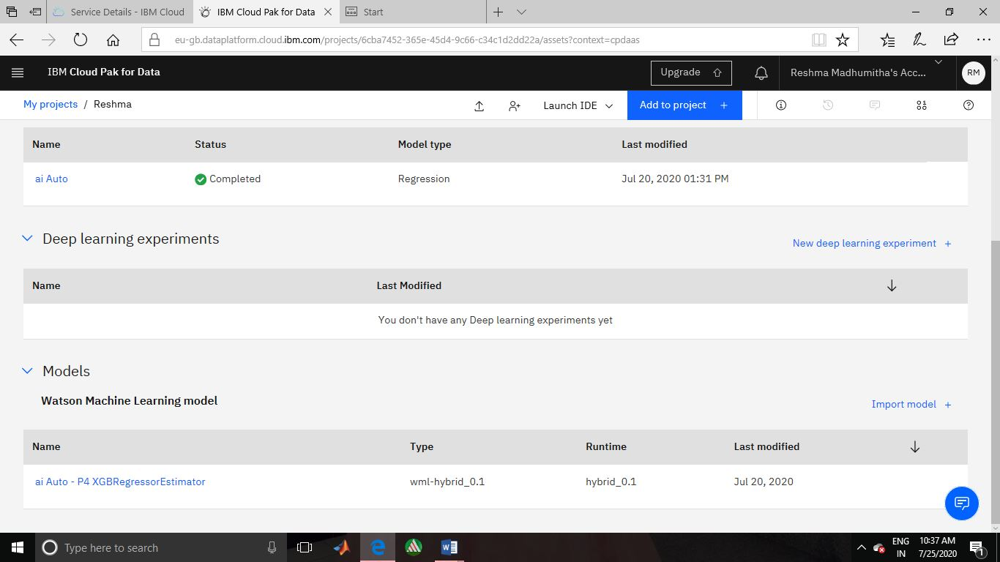 Service Details - IBM Cloud
IBM Cloud Pak for Data
Start
eu-gb.dataplatform.cloud.ibm.com/projects/6cba7452-365e-45d4-9c66-c34c1d2dd22a/assets?context=cpdaas
IBM Cloud Pak for Data
Upgrade
Reshma Madhumitha's Acc...
RM
My projects / Reshma
Launch IDE
Add to project +
Name Status Model type Last modified
ai Auto Completed Regression Jul 20, 2020 01:31 PM
Deep learning experiments
New deep learning experiment +
Name Last Modified
You don't have any Deep learning experiments yet
Models
Watson Machine Learning model
Import model +
Name Type Runtime Last modified
ai Auto - P4 XGBRegressorEstimator wml-hybrid_0.1 hybrid_0.1 Jul 20, 2020
Type here to search
ENG
IN
10:37 AM
7/25/2020
1